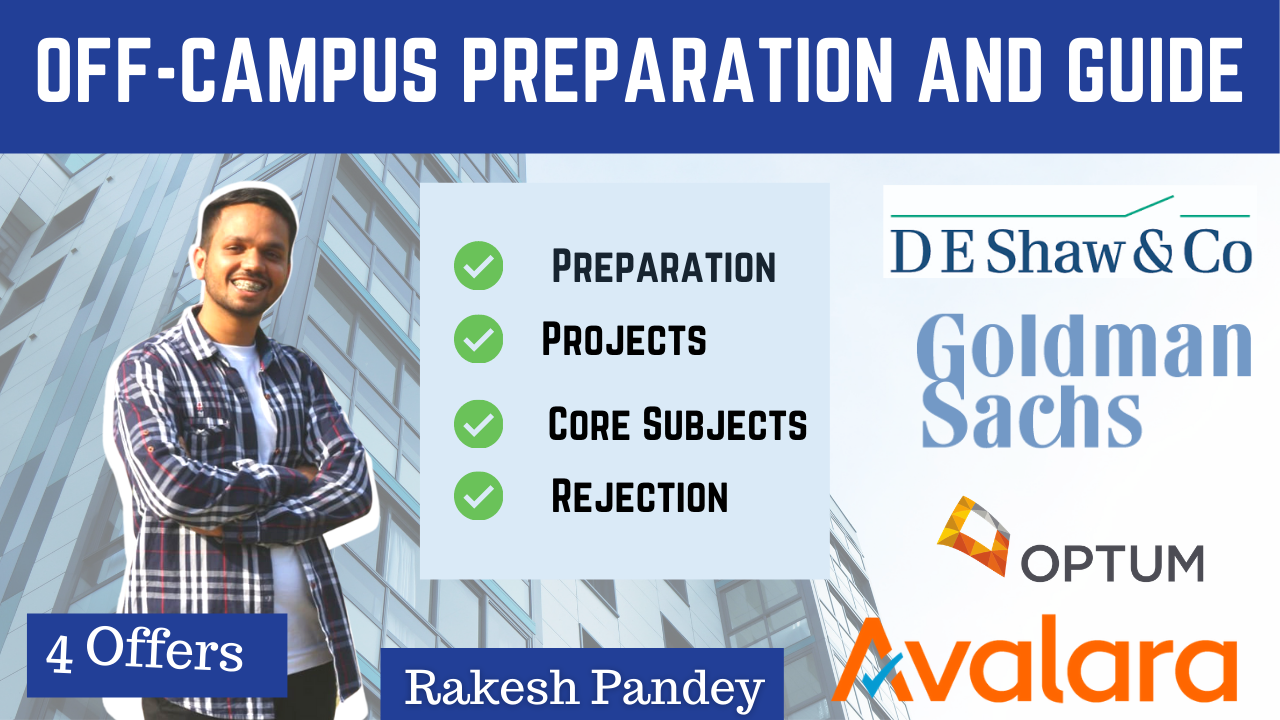 OFF-CAMPUS PREPARATION AND GUIDE
PREPARATION
PROJECTS
CORE SUBJECTS
REJECTION
D E Shaw & Co
Goldman
Sachs
OPTUM
Avalara
4 Offers
Rakesh Pandey